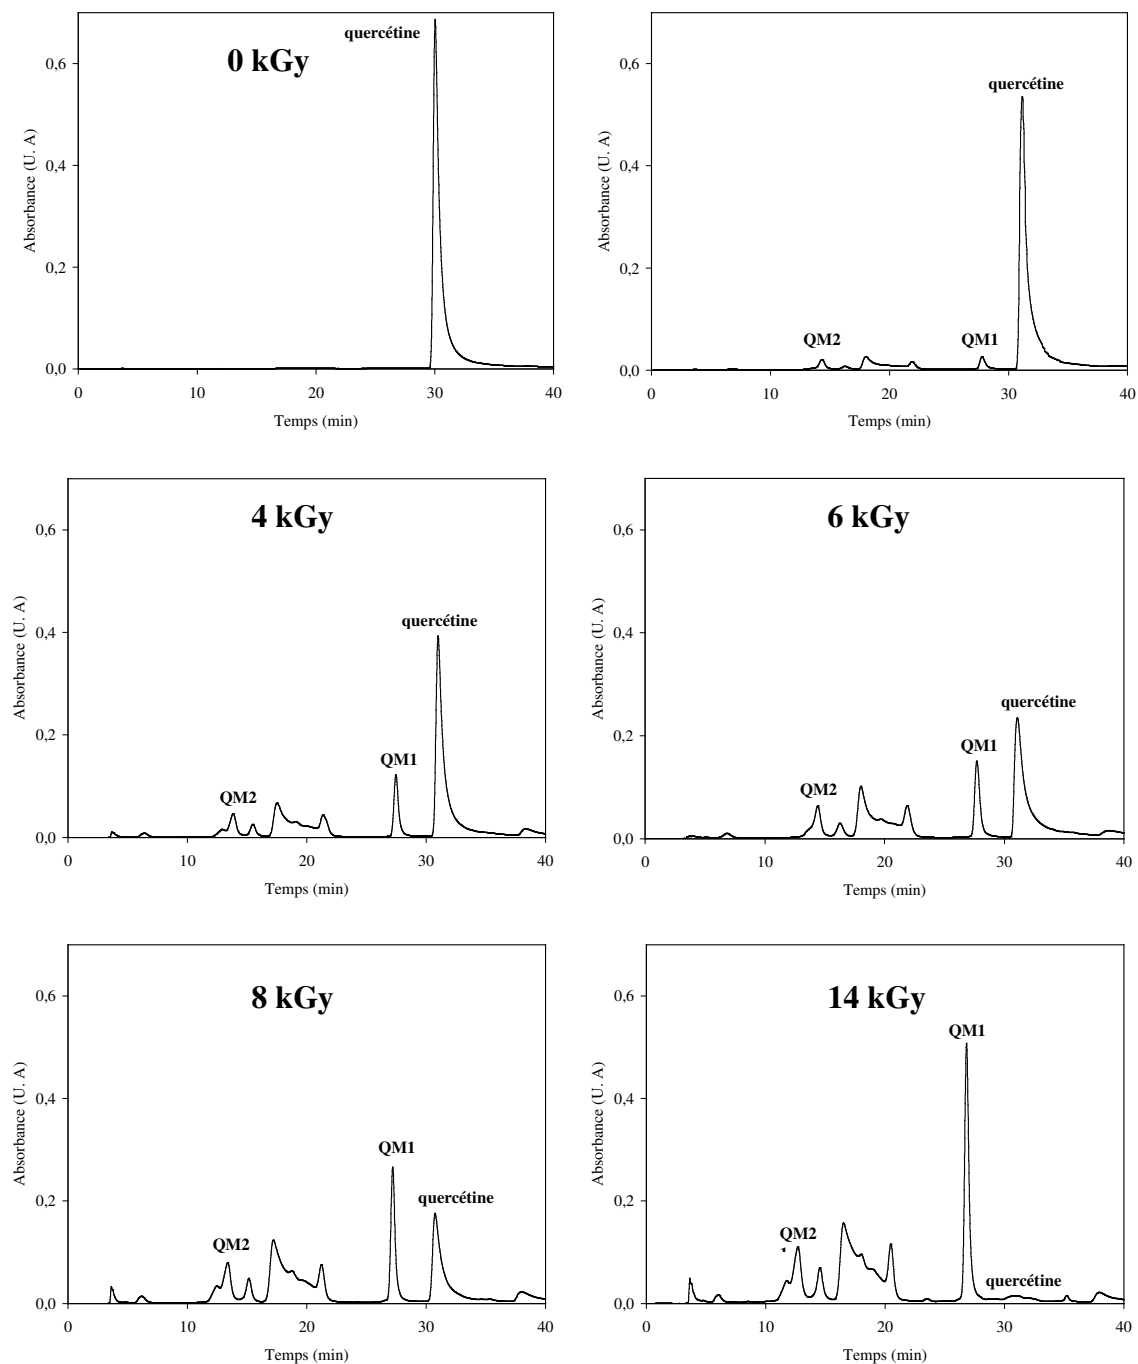 0 kGy
quercétine
0,6
0,4
0,2
0,0
Absorbance (U. A)
0 10 20 30 40
Temps (min)
quercétine
QM2
QM1
0,6
0,4
0,2
0,0
Absorbance (U. A)
0 10 20 30 40
Temps (min)
4 kGy
quercétine
QM1
QM2
0,6
0,4
0,2
0,0
Absorbance (U. A)
0 10 20 30 40
Temps (min)
6 kGy
quercétine
QM1
QM2
0,6
0,4
0,2
0,0
Absorbance (U. A)
0 10 20 30 40
Temps (min)
8 kGy
QM1
quercétine
QM2
0,6
0,4
0,2
0,0
Absorbance (U. A)
0 10 20 30 40
Temps (min)
14 kGy
QM1
QM2
quercétine
0,6
0,4
0,2
0,0
Absorbance (U. A)
0 10 20 30 40
Temps (min)